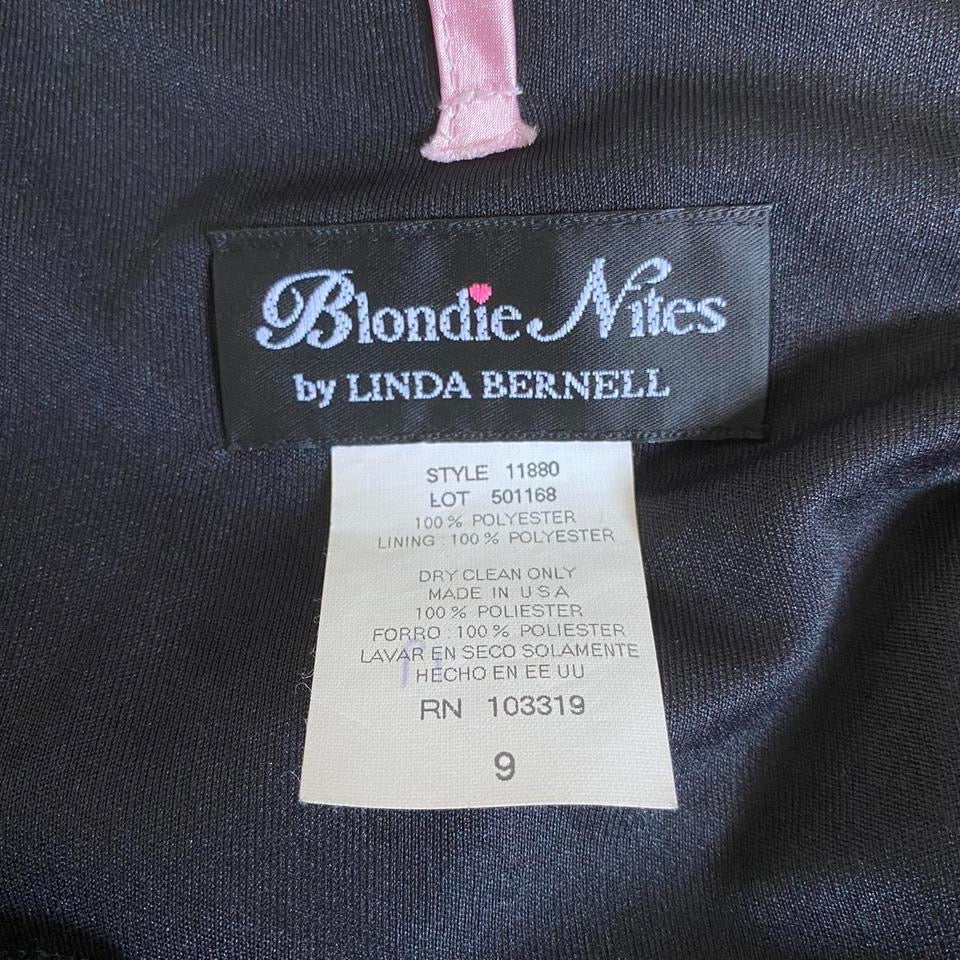 Blondie Nites
by LINDA BERNELL
STYLE 11880
LOT 501168
100% POLYESTER
LINING : 100% POLYESTER
DRY CLEAN ONLY
MADE IN U S A
100% POLIESTER
FORRO : 100% POLIESTER
LAVAR EN SECO SOLAMENTE
HECHO EN EE UU
RN 103319
9